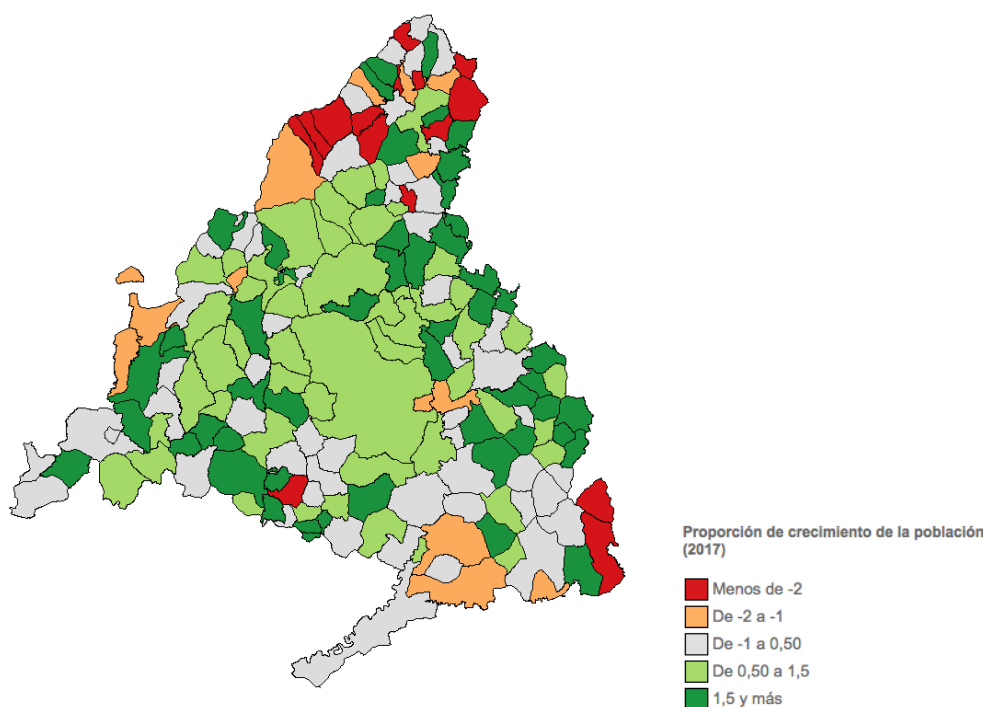 Proporción de crecimiento de la población
(2017)
Menos de -2
De -2 a -1
De -1 a 0,50
De 0,50 a 1,5
1,5 y más